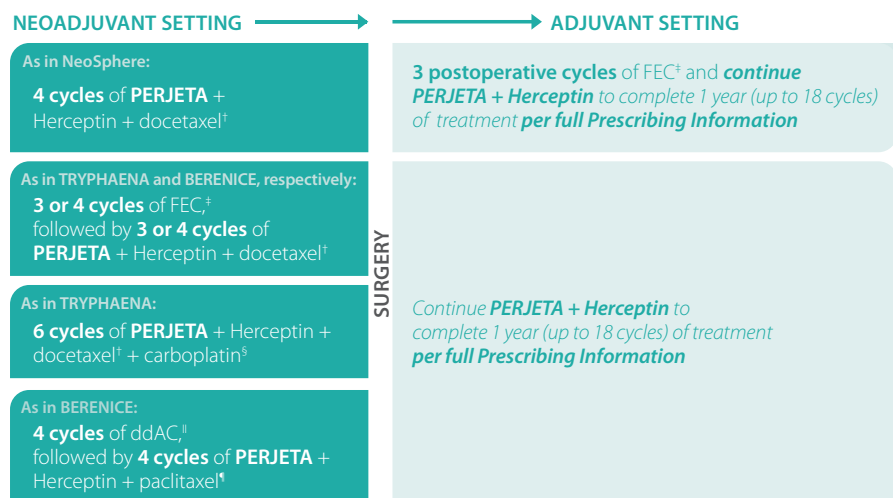 NEOADJUVANT SETTING
ADJUVANT SETTING
As in NeoSphere:
4 cycles of PERJETA +
Herceptin + docetaxel†
3 postoperative cycles of FEC‡ and continue
PERJETA + Herceptin to complete 1 year (up to 18 cycles)
of treatment per full Prescribing Information
As in TRYPHAENA and BERENICE, respectively:
3 or 4 cycles of FEC,‡
followed by 3 or 4 cycles of
PERJETA + Herceptin + docetaxel†
As in TRYPHAENA:
6 cycles of PERJETA + Herceptin +
docetaxel† + carboplatin§
As in BERENICE:
4 cycles of ddAC,||
followed by 4 cycles of PERJETA +
Herceptin + paclitaxel¶
SURGERY
Continue PERJETA + Herceptin to
complete 1 year (up to 18 cycles) of treatment
per full Prescribing Information